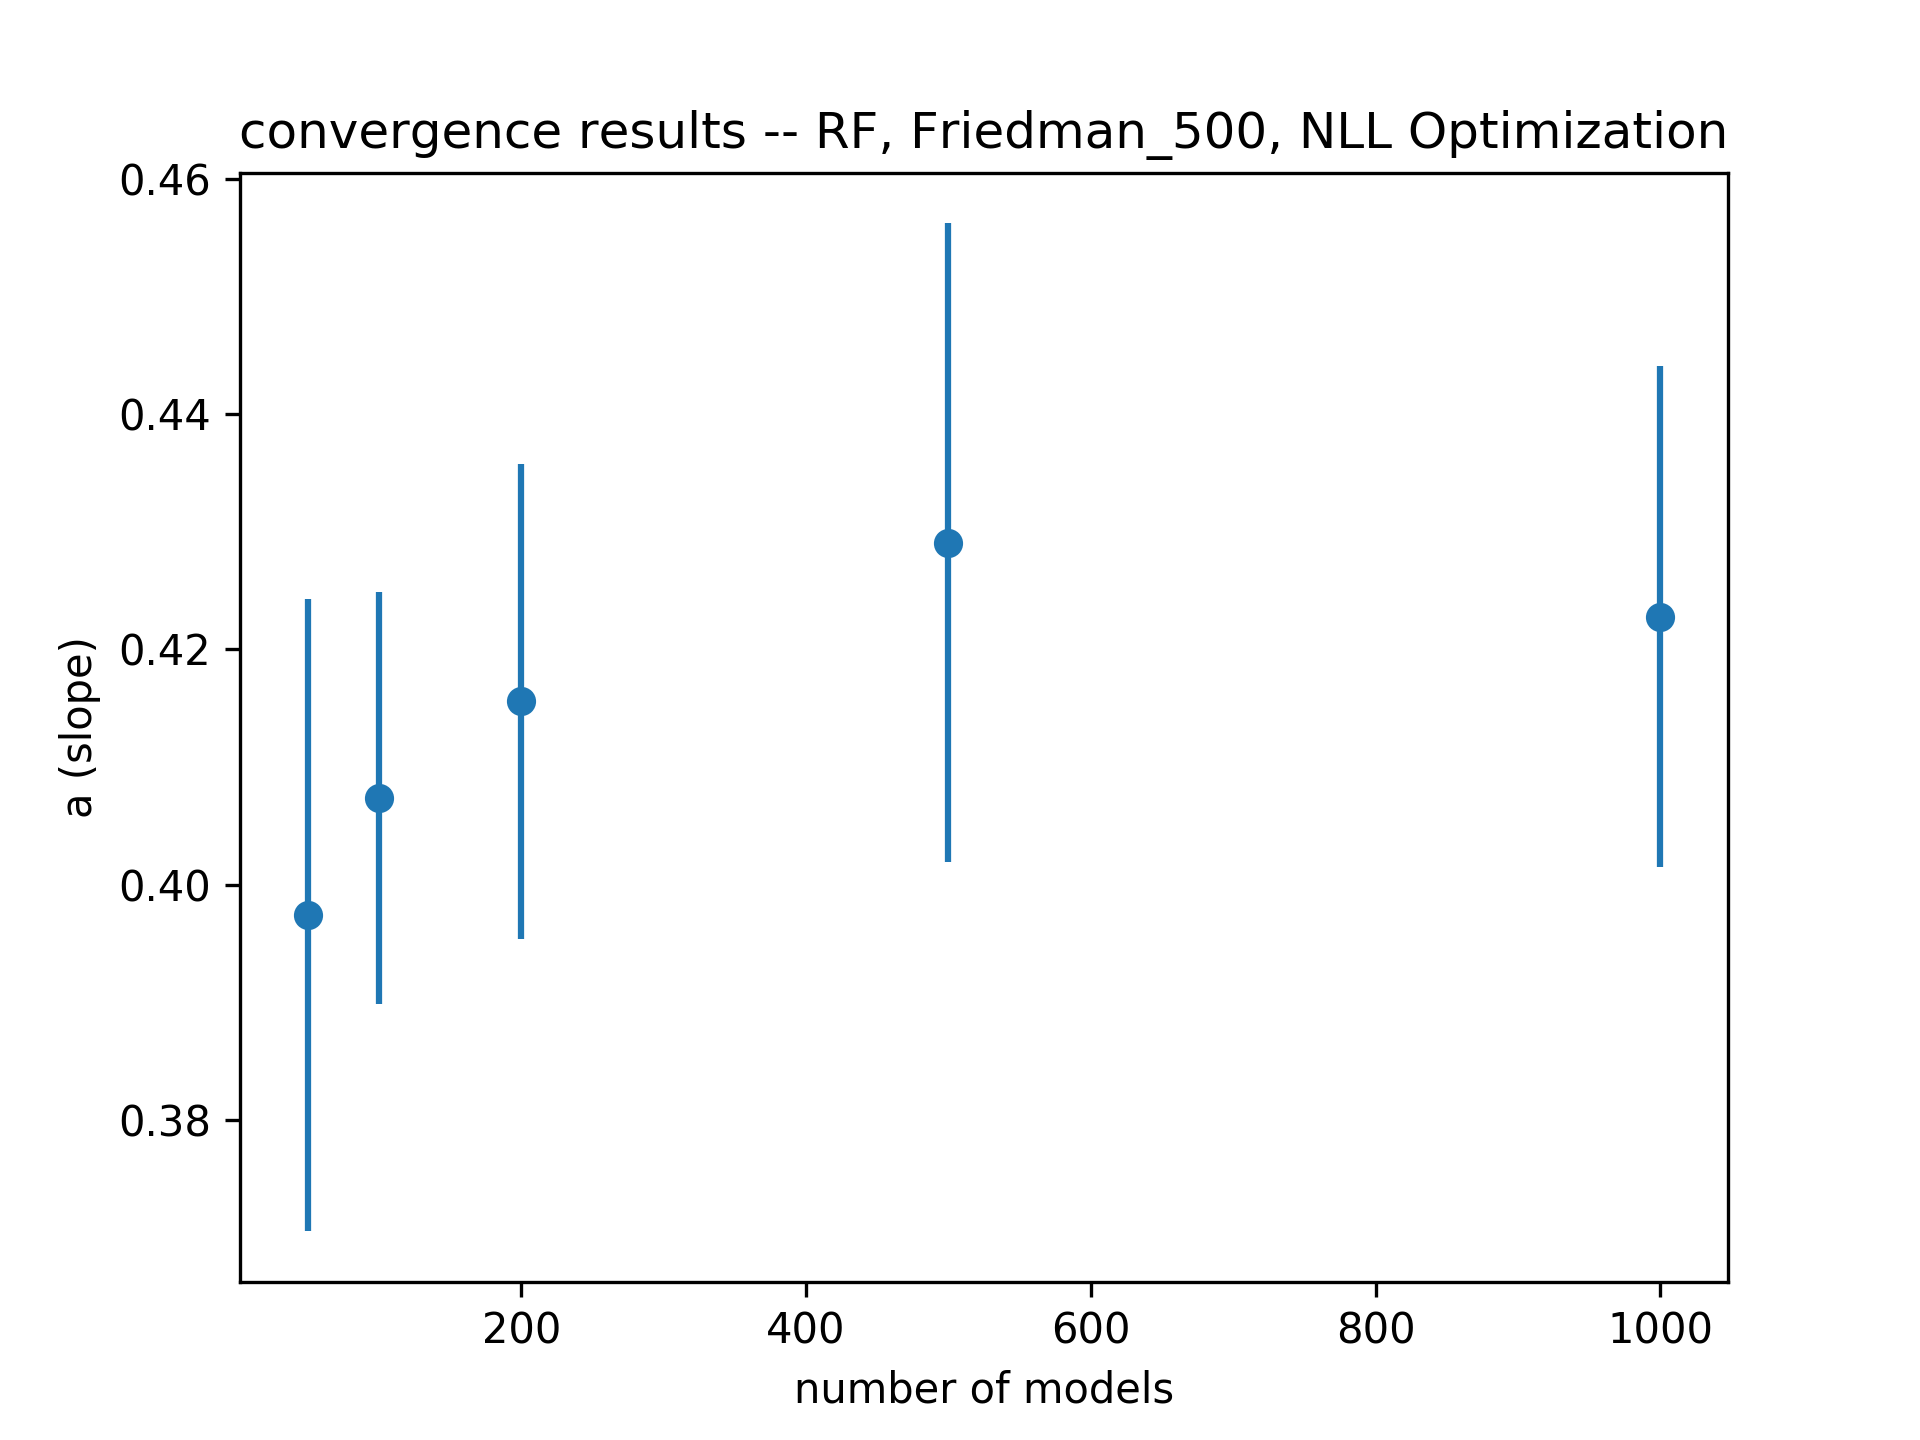 convergence results -- RF, Friedman_500, NLL Optimization
0.46
0.44
0.42
0.40
0.38
a (slope)
200 400 600 800 1000
number of models